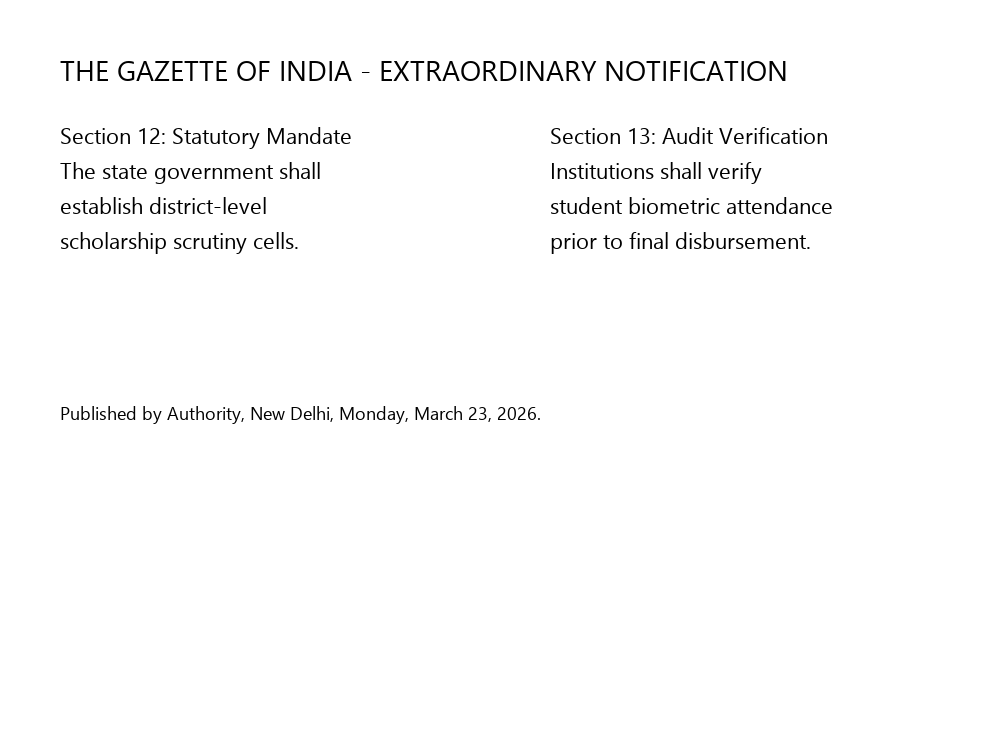 THE GAZETTE OF INDIA - EXTRAORDINARY NOTIFICATION
Section 12: Statutory Mandate
The state government shall
establish district-level
scholarship scrutiny cells.
Section 13: Audit Verification
Institutions shall verify
student biometric attendance
prior to final disbursement.
Published by Authority, New Delhi, Monday, March 23, 2026.